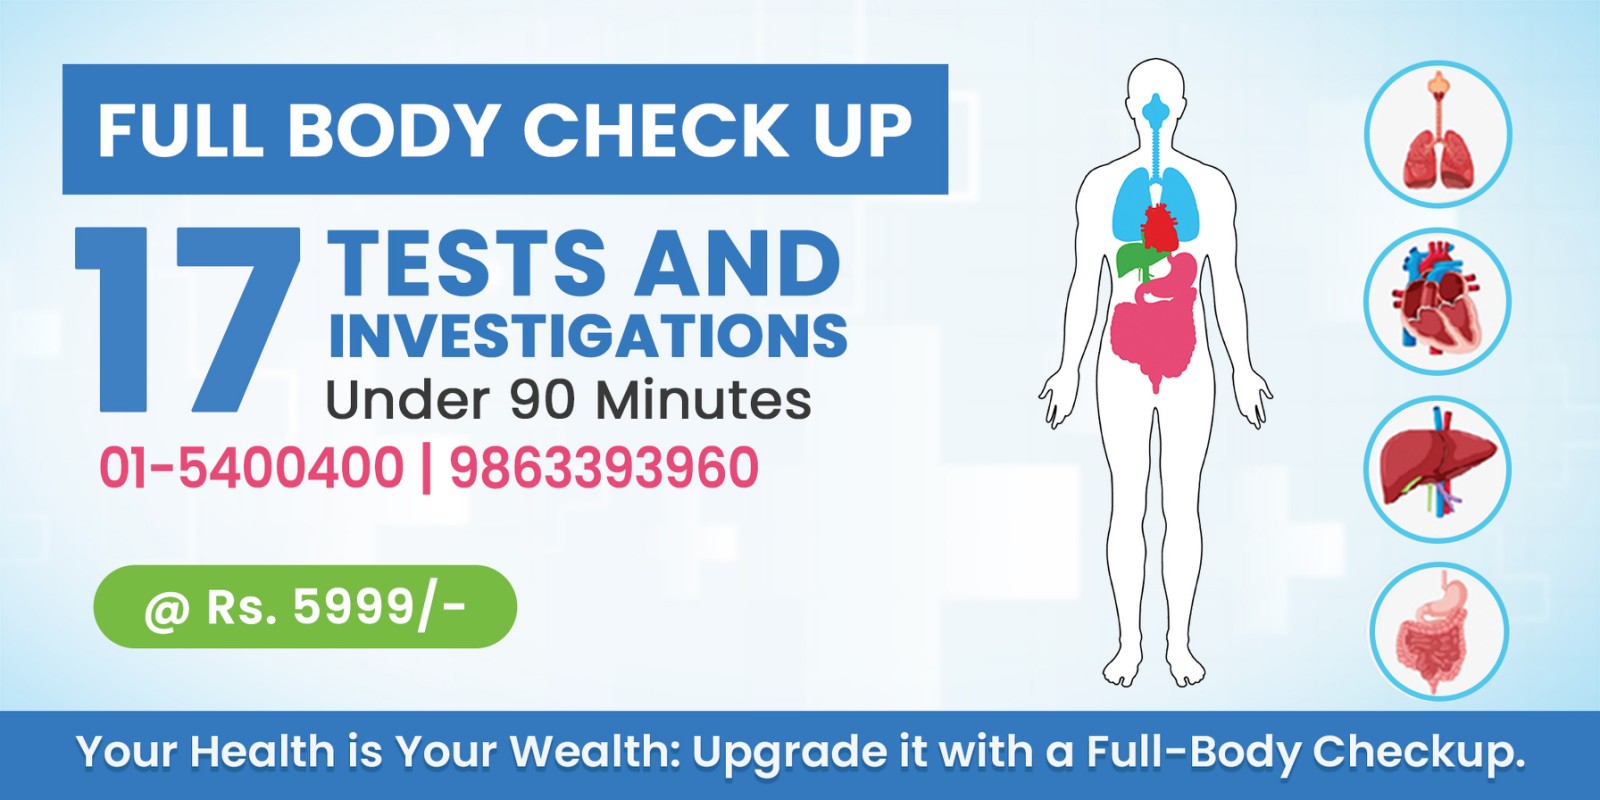 FULL BODY CHECK UP
17 TESTS AND
INVESTIGATIONS
Under 90 Minutes
01-5400400 | 9863393960
@ Rs. 5999/-
Your Health is Your Wealth: Upgrade it with a Full-Body Checkup.